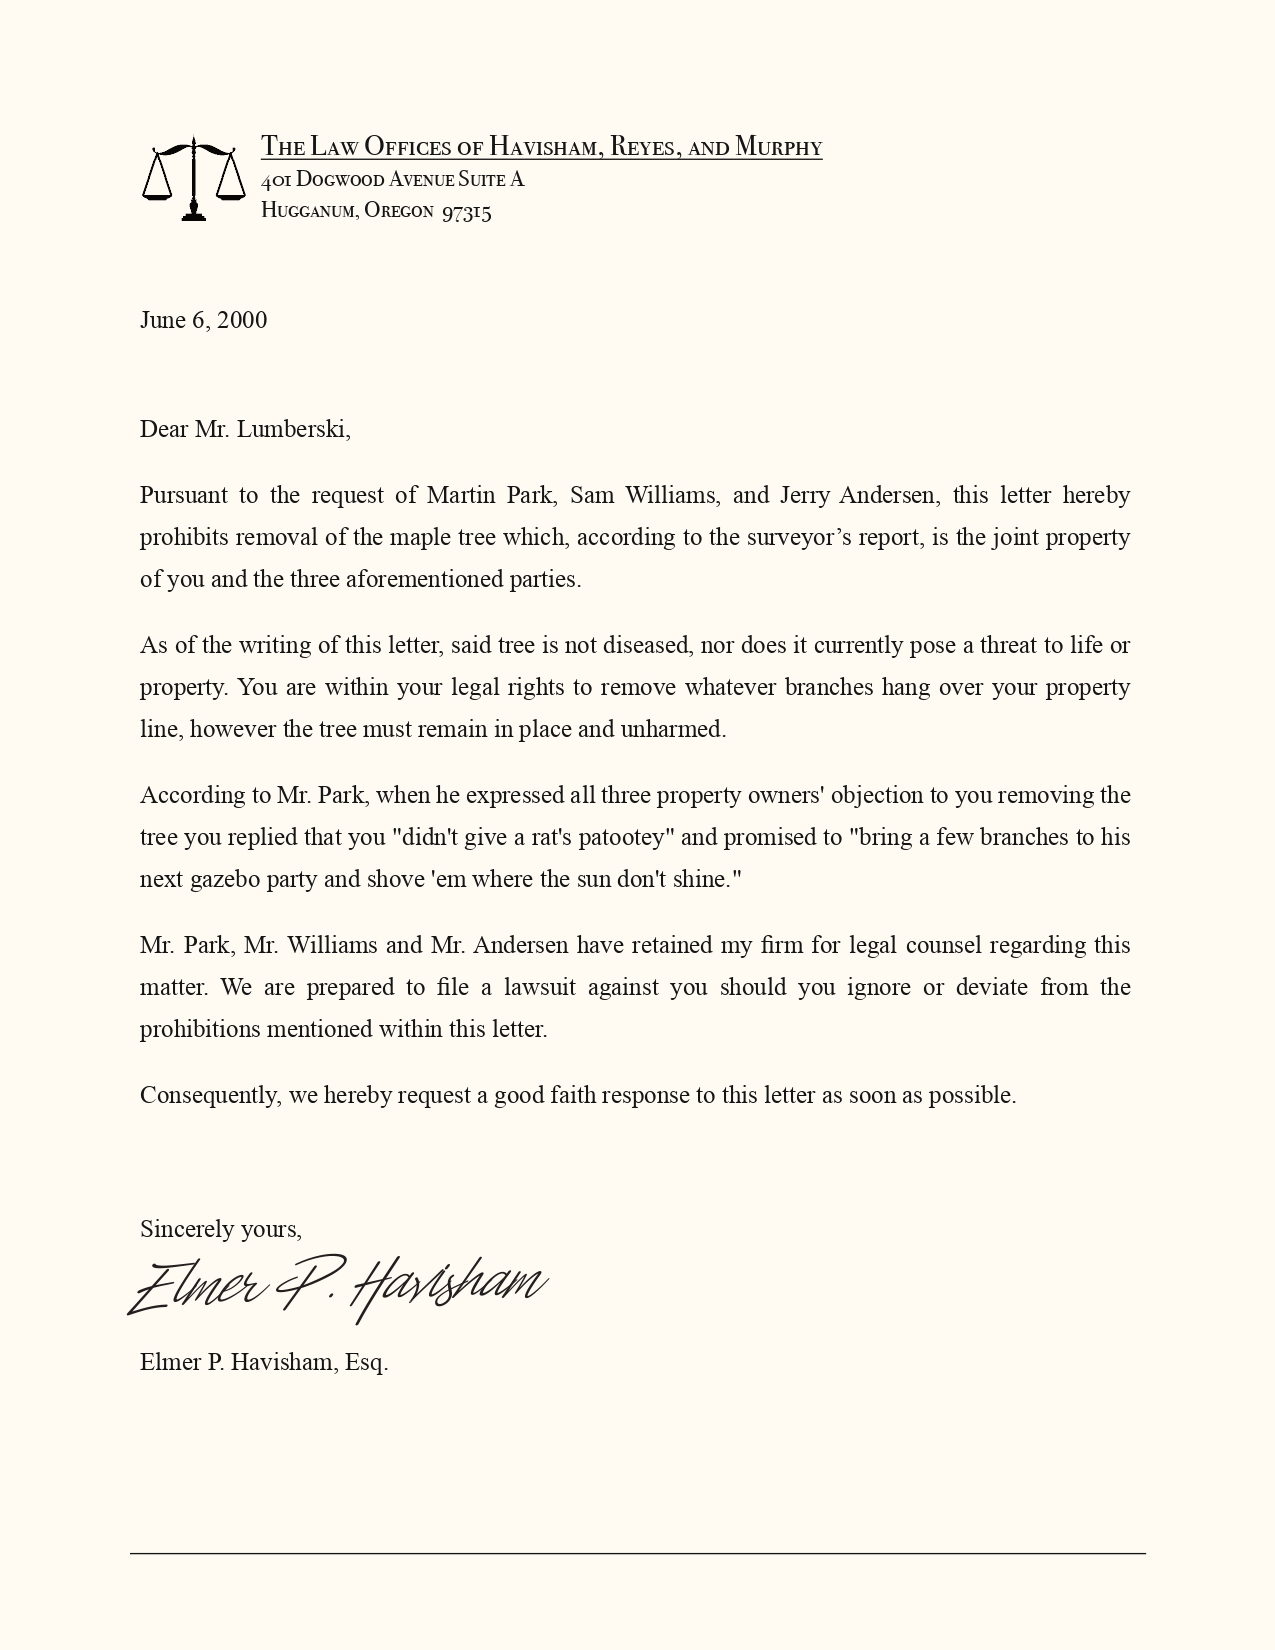 The Law Offices of Havisham, Reyes, and Murphy
401 Dogwood Avenue Suite A
Hugganum, Oregon 97315
June 6, 2000
Dear Mr. Lumberski,
Pursuant to the request of Martin Park, Sam Williams, and Jerry Andersen, this letter hereby
prohibits removal of the maple tree which, according to the surveyor’s report, is the joint property
of you and the three aforementioned parties.
As of the writing of this letter, said tree is not diseased, nor does it currently pose a threat to life or
property. You are within your legal rights to remove whatever branches hang over your property
line, however the tree must remain in place and unharmed.
According to Mr. Park, when he expressed all three property owners' objection to you removing the
tree you replied that you "didn't give a rat's patootey" and promised to "bring a few branches to his
next gazebo party and shove 'em where the sun don't shine."
Mr. Park, Mr. Williams and Mr. Andersen have retained my firm for legal counsel regarding this
matter. We are prepared to file a lawsuit against you should you ignore or deviate from the
prohibitions mentioned within this letter.
Consequently, we hereby request a good faith response to this letter as soon as possible.
Sincerely yours,
Elmer P. Havisham
Elmer P. Havisham, Esq.